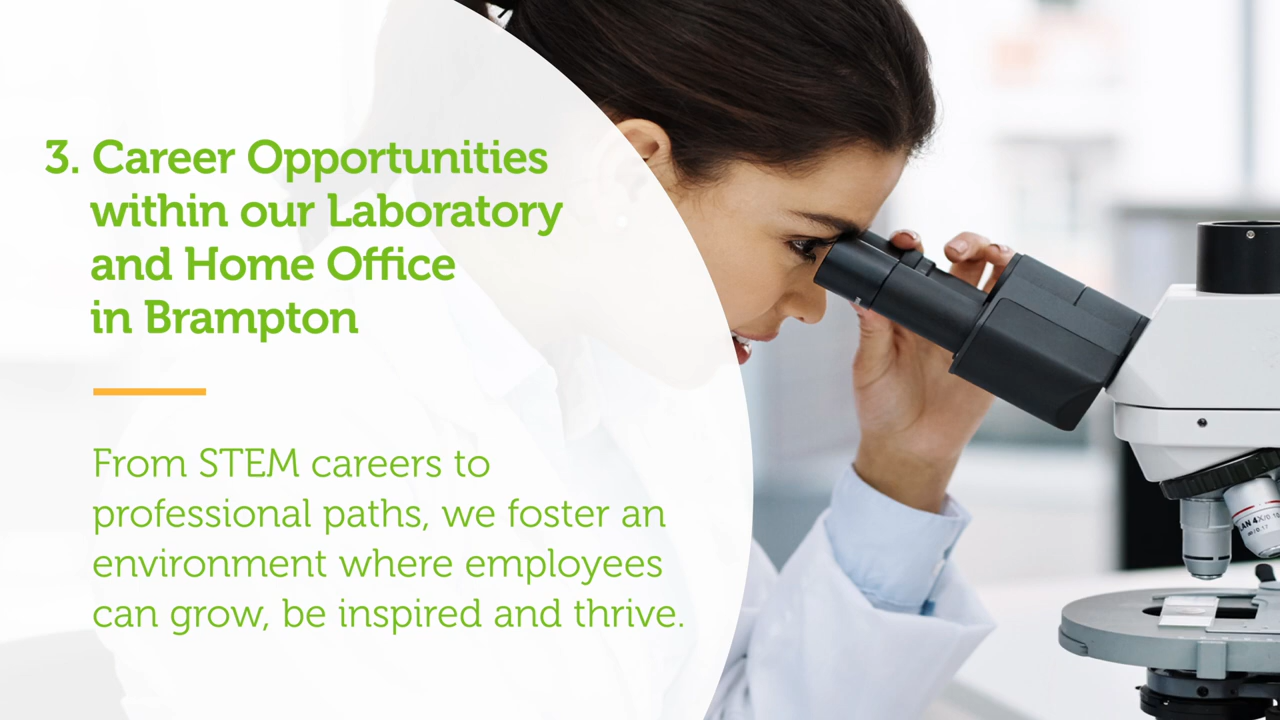 3. Career Opportunities
within our Laboratory
and Home Office
in Brampton
From STEM careers to
professional paths, we foster an
environment where employees
can grow, be inspired and thrive.